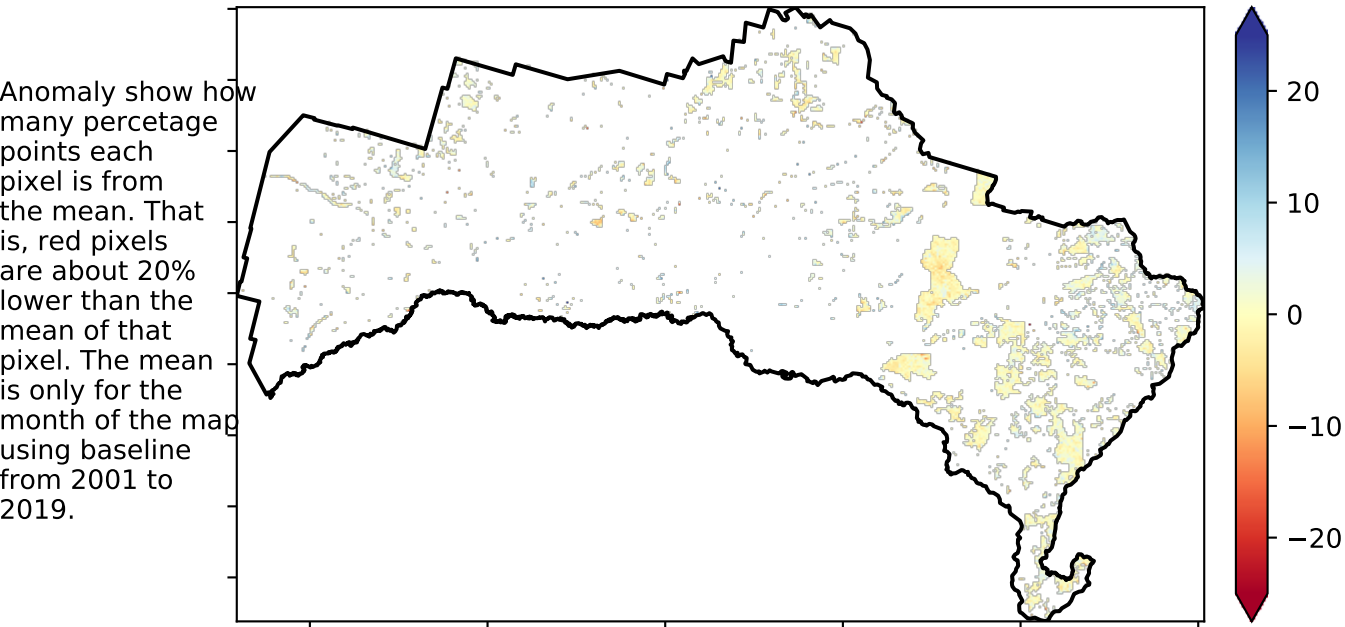 Anomaly show how
many percetage
points each
pixel is from
the mean. That
is, red pixels
are about 20%
lower than the
mean of that
pixel. The mean
is only for the
month of the map
using baseline
from 2001 to
2019.
20
10
0
−10
−20